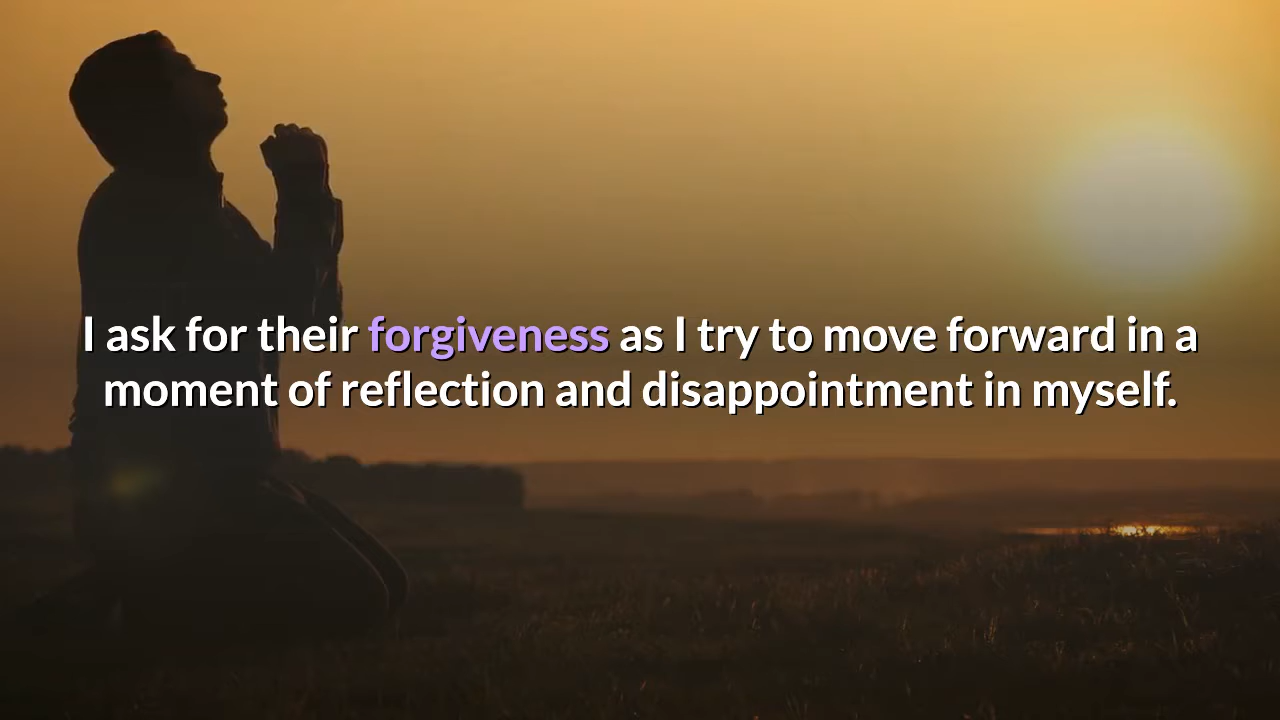 I ask for their forgiveness as I try to move forward in a
moment of reflection and disappointment in myself.